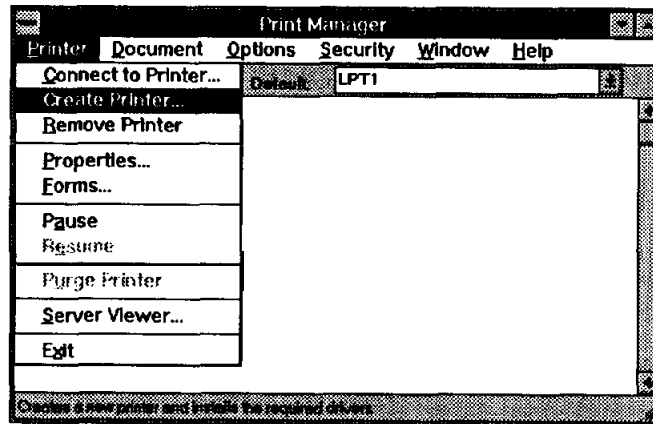 Print Manager
Printer Document Options Security Window Help
Connect to Printer...
Default: LPT1
Create Printer...
Remove Printer
Properties...
Forms...
Pause
Resume
Purge Printer
Server Viewer...
Exit
Creates a new printer and installs the required drivers